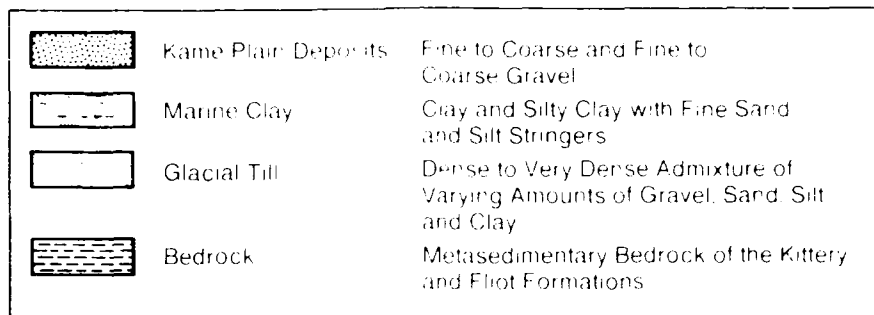 Kame Plain Deposits Fine to Coarse and Fine to
Coarse Gravel
Marine Clay Clay and Silty Clay with Fine Sand
and Silt Stringers
Glacial Till Dense to Very Dense Admixture of
Varying Amounts of Gravel, Sand, Silt
and Clay
Bedrock Metasedimentary Bedrock of the Kittery
and Eliot Formations